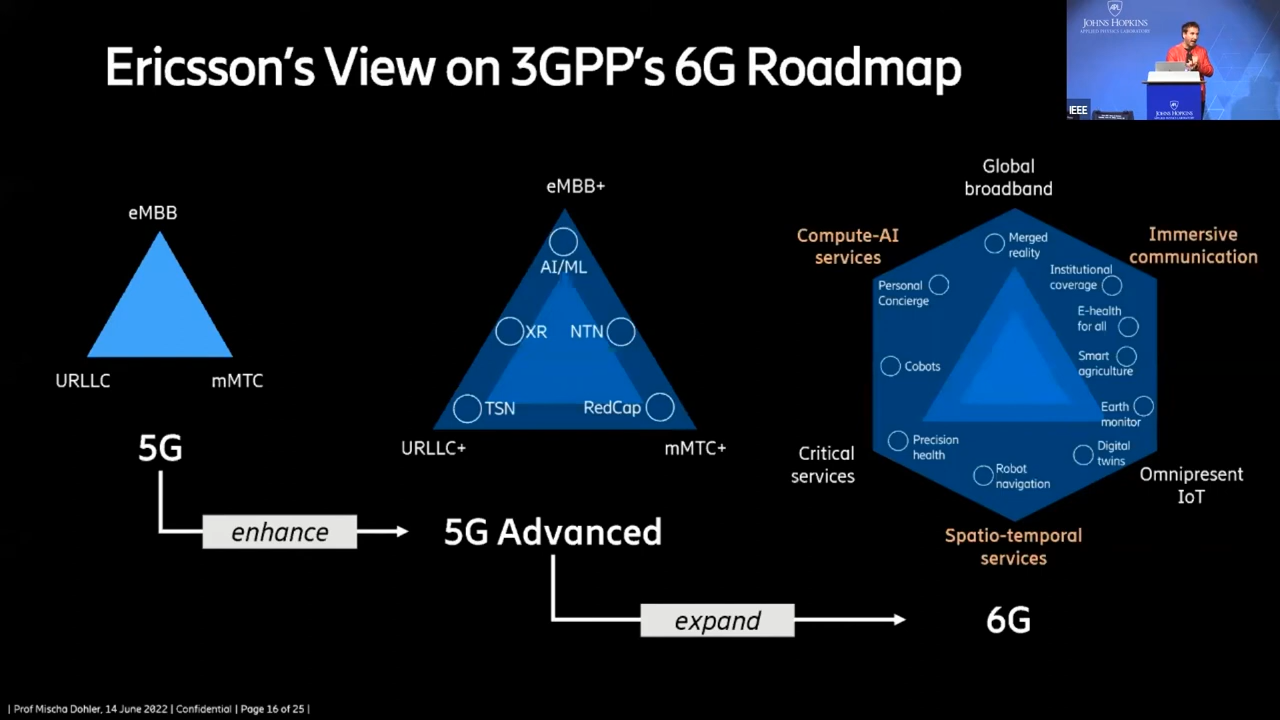 Ericsson's View on 3GPP's 6G Roadmap
JOHNS HOPKINS
APPLIED PHYSICS LABORATORY
IEEE
JOHNS HOPKINS
eMBB
URLLC
mMTC
5G
enhance
eMBB+
AI/ML
XR
NTN
TSN
RedCap
URLLC+
mMTC+
5G Advanced
expand
Global
broadband
Compute-AI
services
Immersive
communication
Merged
reality
Institutional
coverage
Personal
Concierge
E-health
for all
Smart
agriculture
Cobots
Earth
monitor
Precision
health
Digital
twins
Robot
navigation
Critical
services
Omnipresent
IoT
Spatio-temporal
services
6G
| Prof Mischa Dohler, 14 June 2022 | Confidential | Page 16 of 25 |